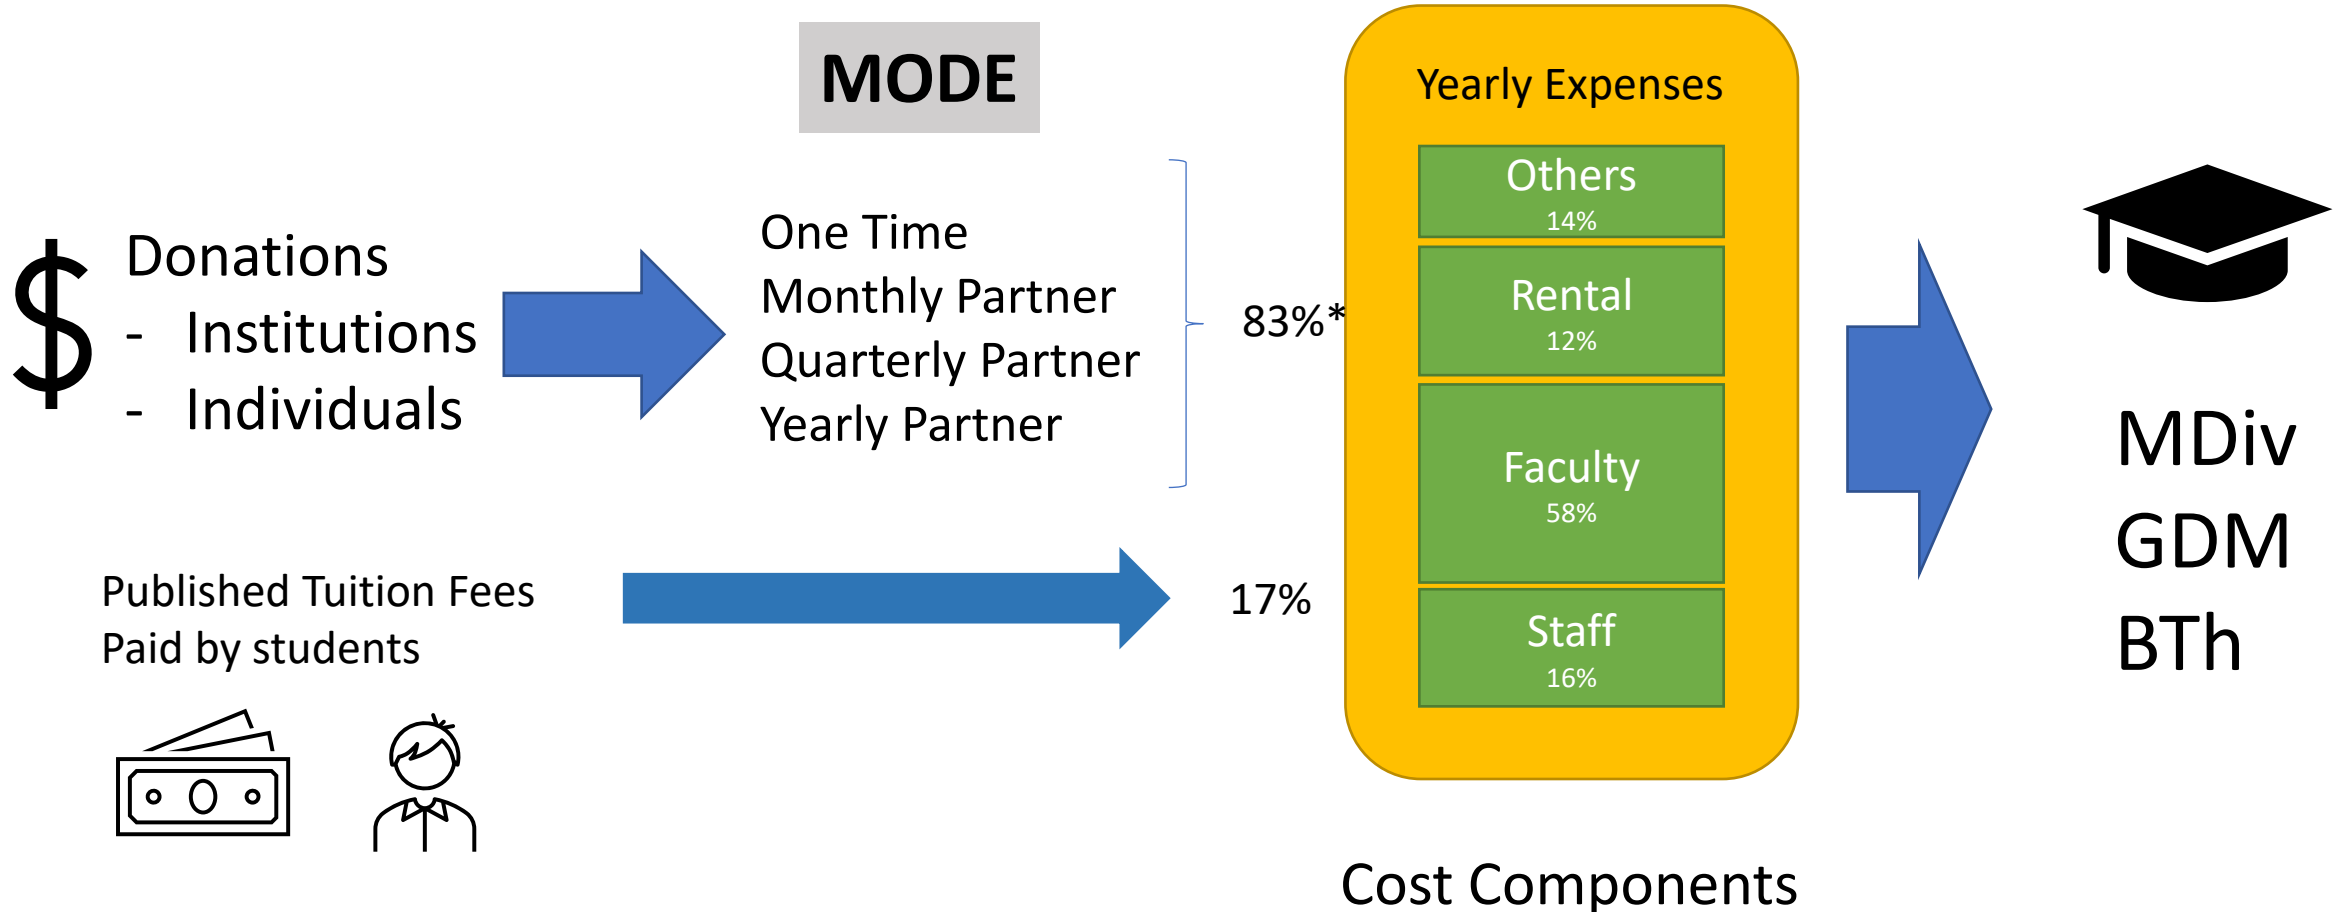 MODE
Donations
- Institutions
- Individuals
One Time
Monthly Partner
Quarterly Partner
Yearly Partner
83%*
Published Tuition Fees
Paid by students
17%
Yearly Expenses
Others
14%
Rental
12%
Faculty
58%
Staff
16%
Cost Components
MDiv
GDM
BTh